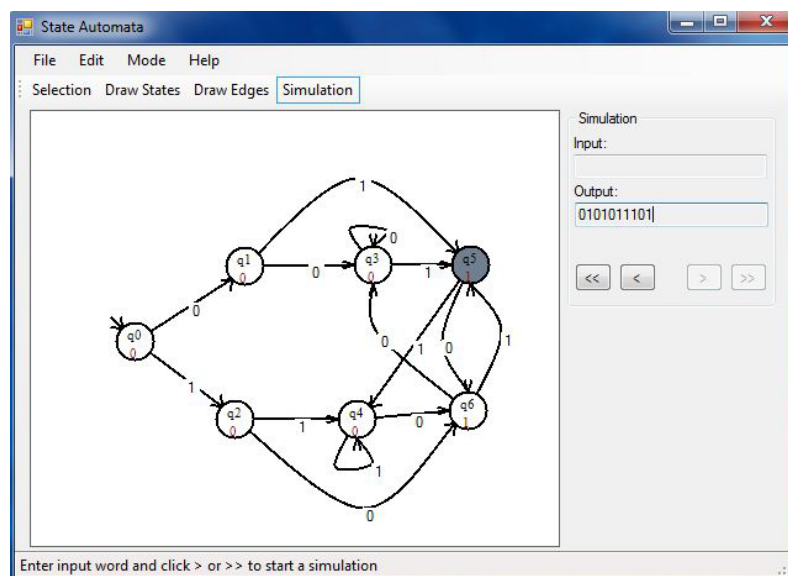 State Automata
File Edit Mode Help
Selection Draw States Draw Edges Simulation
Simulation
Input:
Output:
0101011101
<< < > >>
1
q1
0
q3
0
0
q5
1
0
1
q0
0
0
0
1
0
1
1
q2
0
q4
0
q6
1
1
0
1
0
Enter input word and click > or >> to start a simulation